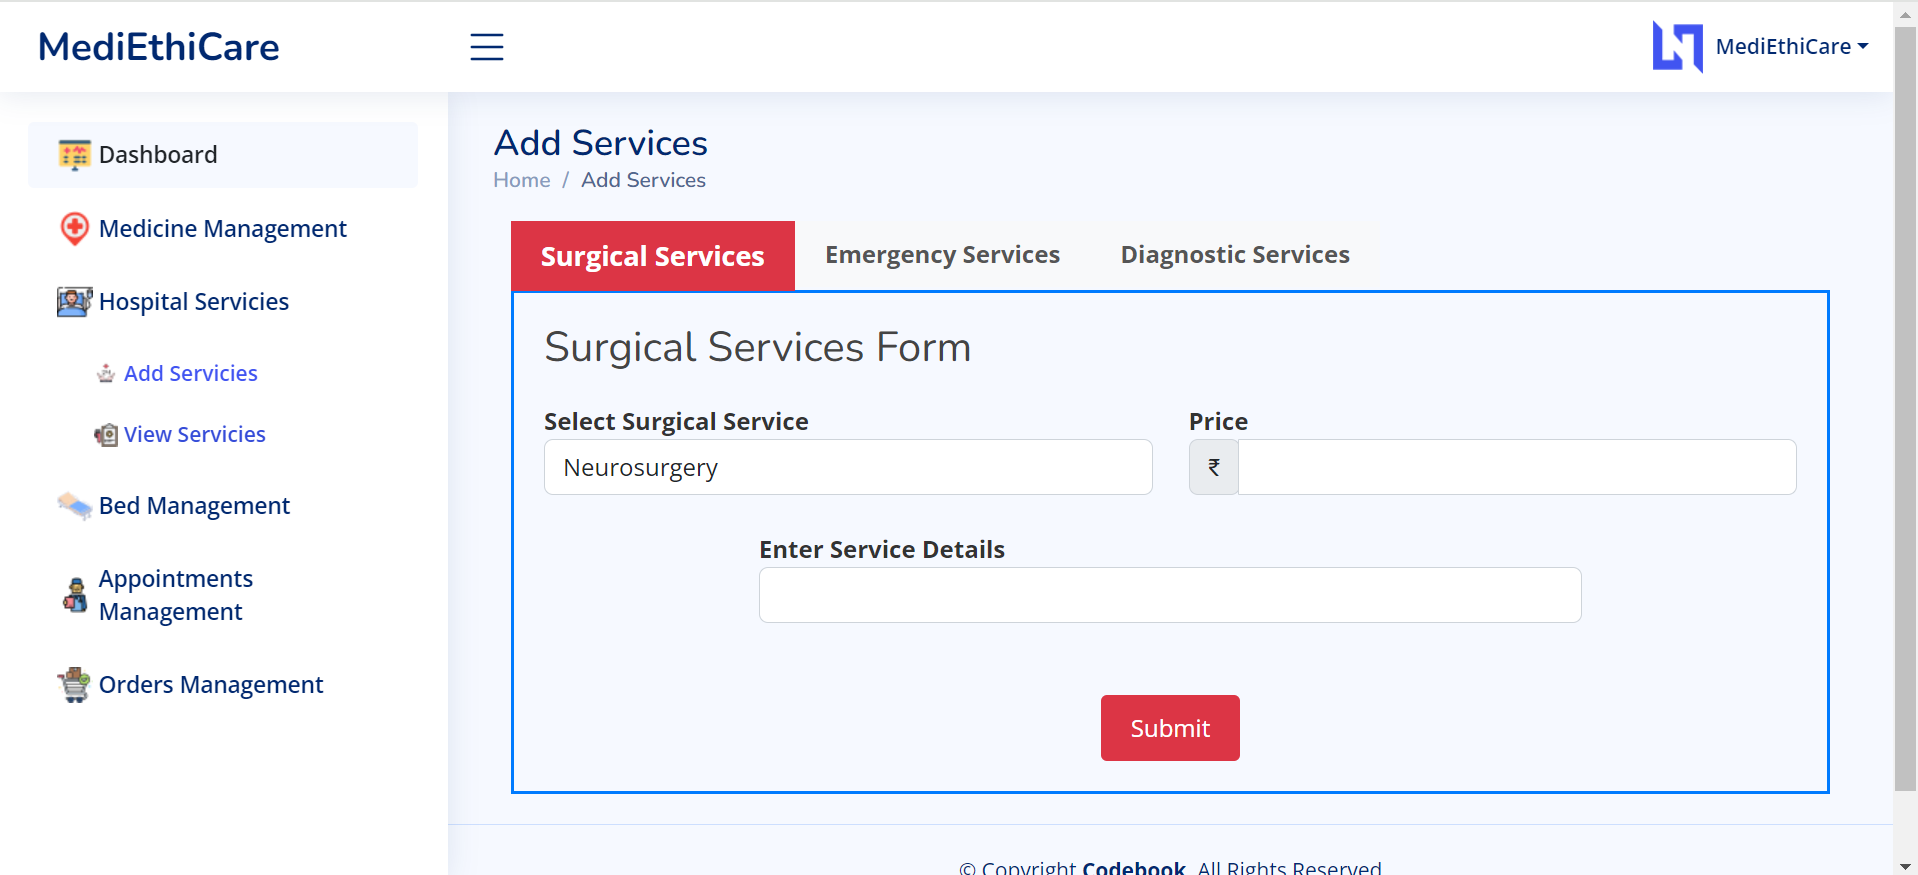 MediEthiCare
MediEthiCare
Dashboard
Medicine Management
Hospital Servicies
Add Servicies
View Servicies
Bed Management
Appointments
Management
Orders Management
Add Services
Home / Add Services
Surgical Services
Emergency Services
Diagnostic Services
Surgical Services Form
Select Surgical Service
Price
Neurosurgery
₹
Enter Service Details
Submit
© Copyright Codebook. All Rights Reserved